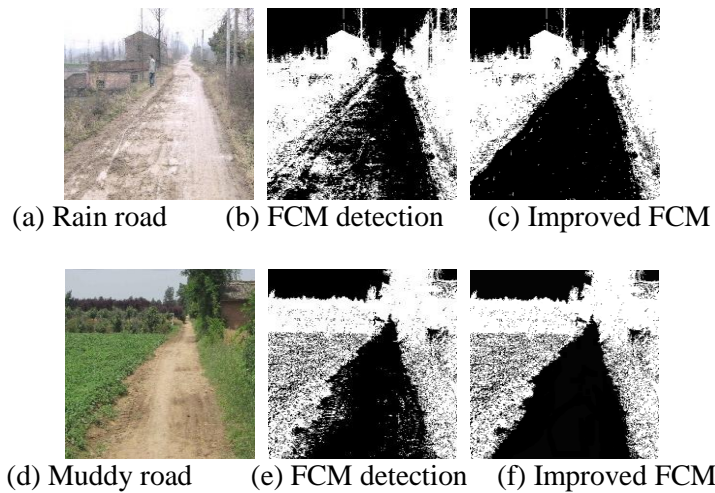 (a) Rain road (b) FCM detection (c) Improved FCM
(d) Muddy road (e) FCM detection (f) Improved FCM